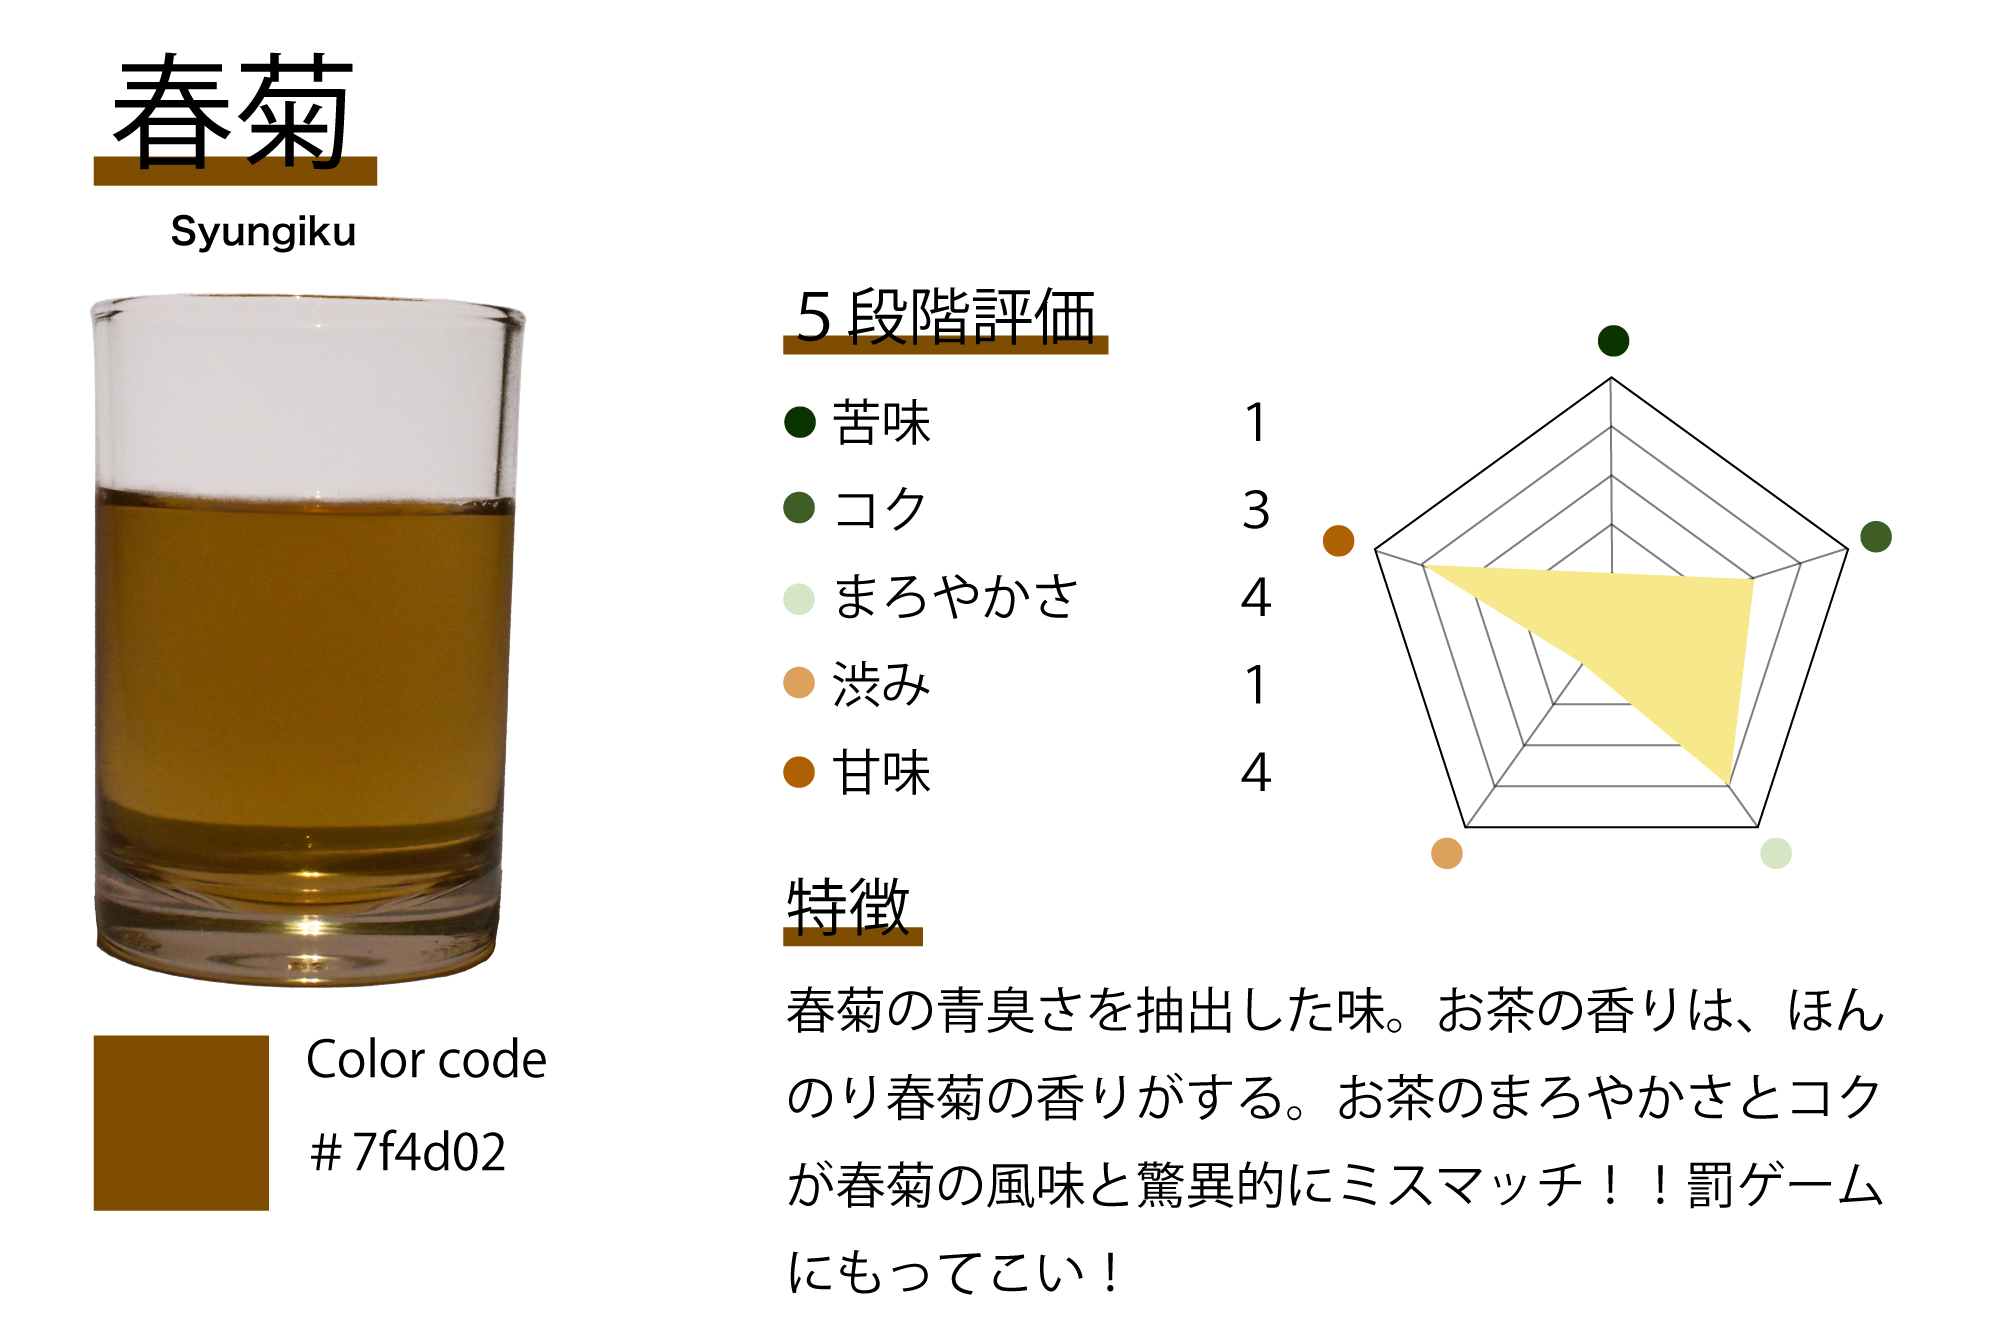 春菊
Syungiku
５段階評価
苦味 1
コク 3
まろやかさ 4
渋み 1
甘味 4
特徴
春菊の青臭さを抽出した味。お茶の香りは、ほん
のり春菊の香りがする。お茶のまろやかさとコク
が春菊の風味と驚異的にミスマッチ！！罰ゲーム
にもってこい！
Color code
＃7f4d02